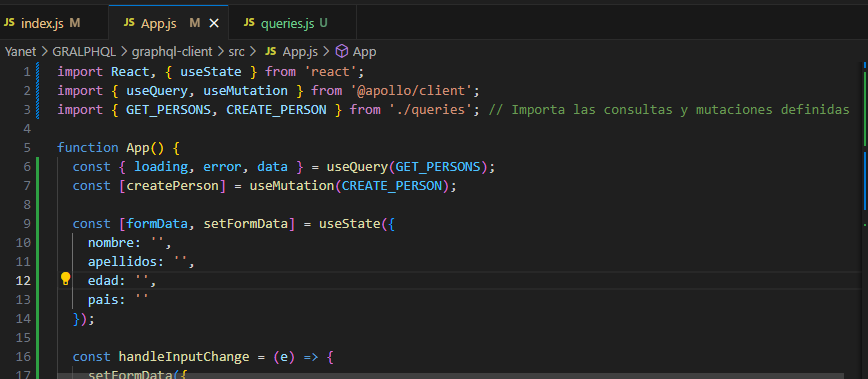 JS index.js M JS App.js M × JS queries.js U
Yanet > GRALPHQL > graphql-client > src > JS App.js > App
1 import React, { useState } from 'react';
2 import { useQuery, useMutation } from '@apollo/client';
3 import { GET_PERSONS, CREATE_PERSON } from './queries'; // Importa las consultas y mutaciones definidas
4
5 function App() {
6 const { loading, error, data } = useQuery(GET_PERSONS);
7 const [createPerson] = useMutation(CREATE_PERSON);
8
9 const [formData, setFormData] = useState({
10 nombre: '',
11 apellidos: '',
12 edad: '',
13 pais: ''
14 });
15
16 const handleInputChange = (e) => {
17 setFormData({